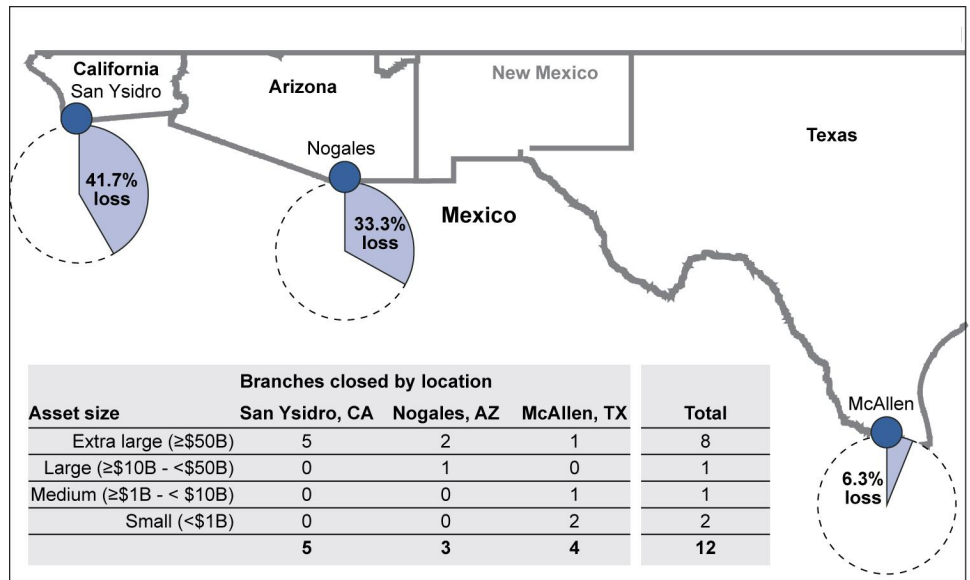 California
San Ysidro
Arizona
New Mexico
Texas
Nogales
41.7%
loss
33.3%
loss
Mexico
McAllen
6.3%
loss
Branches closed by location
Asset size San Ysidro, CA Nogales, AZ McAllen, TX Total
Extra large (≥$50B) 5 2 1 8
Large (≥$10B - <$50B) 0 1 0 1
Medium (≥$1B - < $10B) 0 0 1 1
Small (<$1B) 0 0 2 2
5 3 4 12